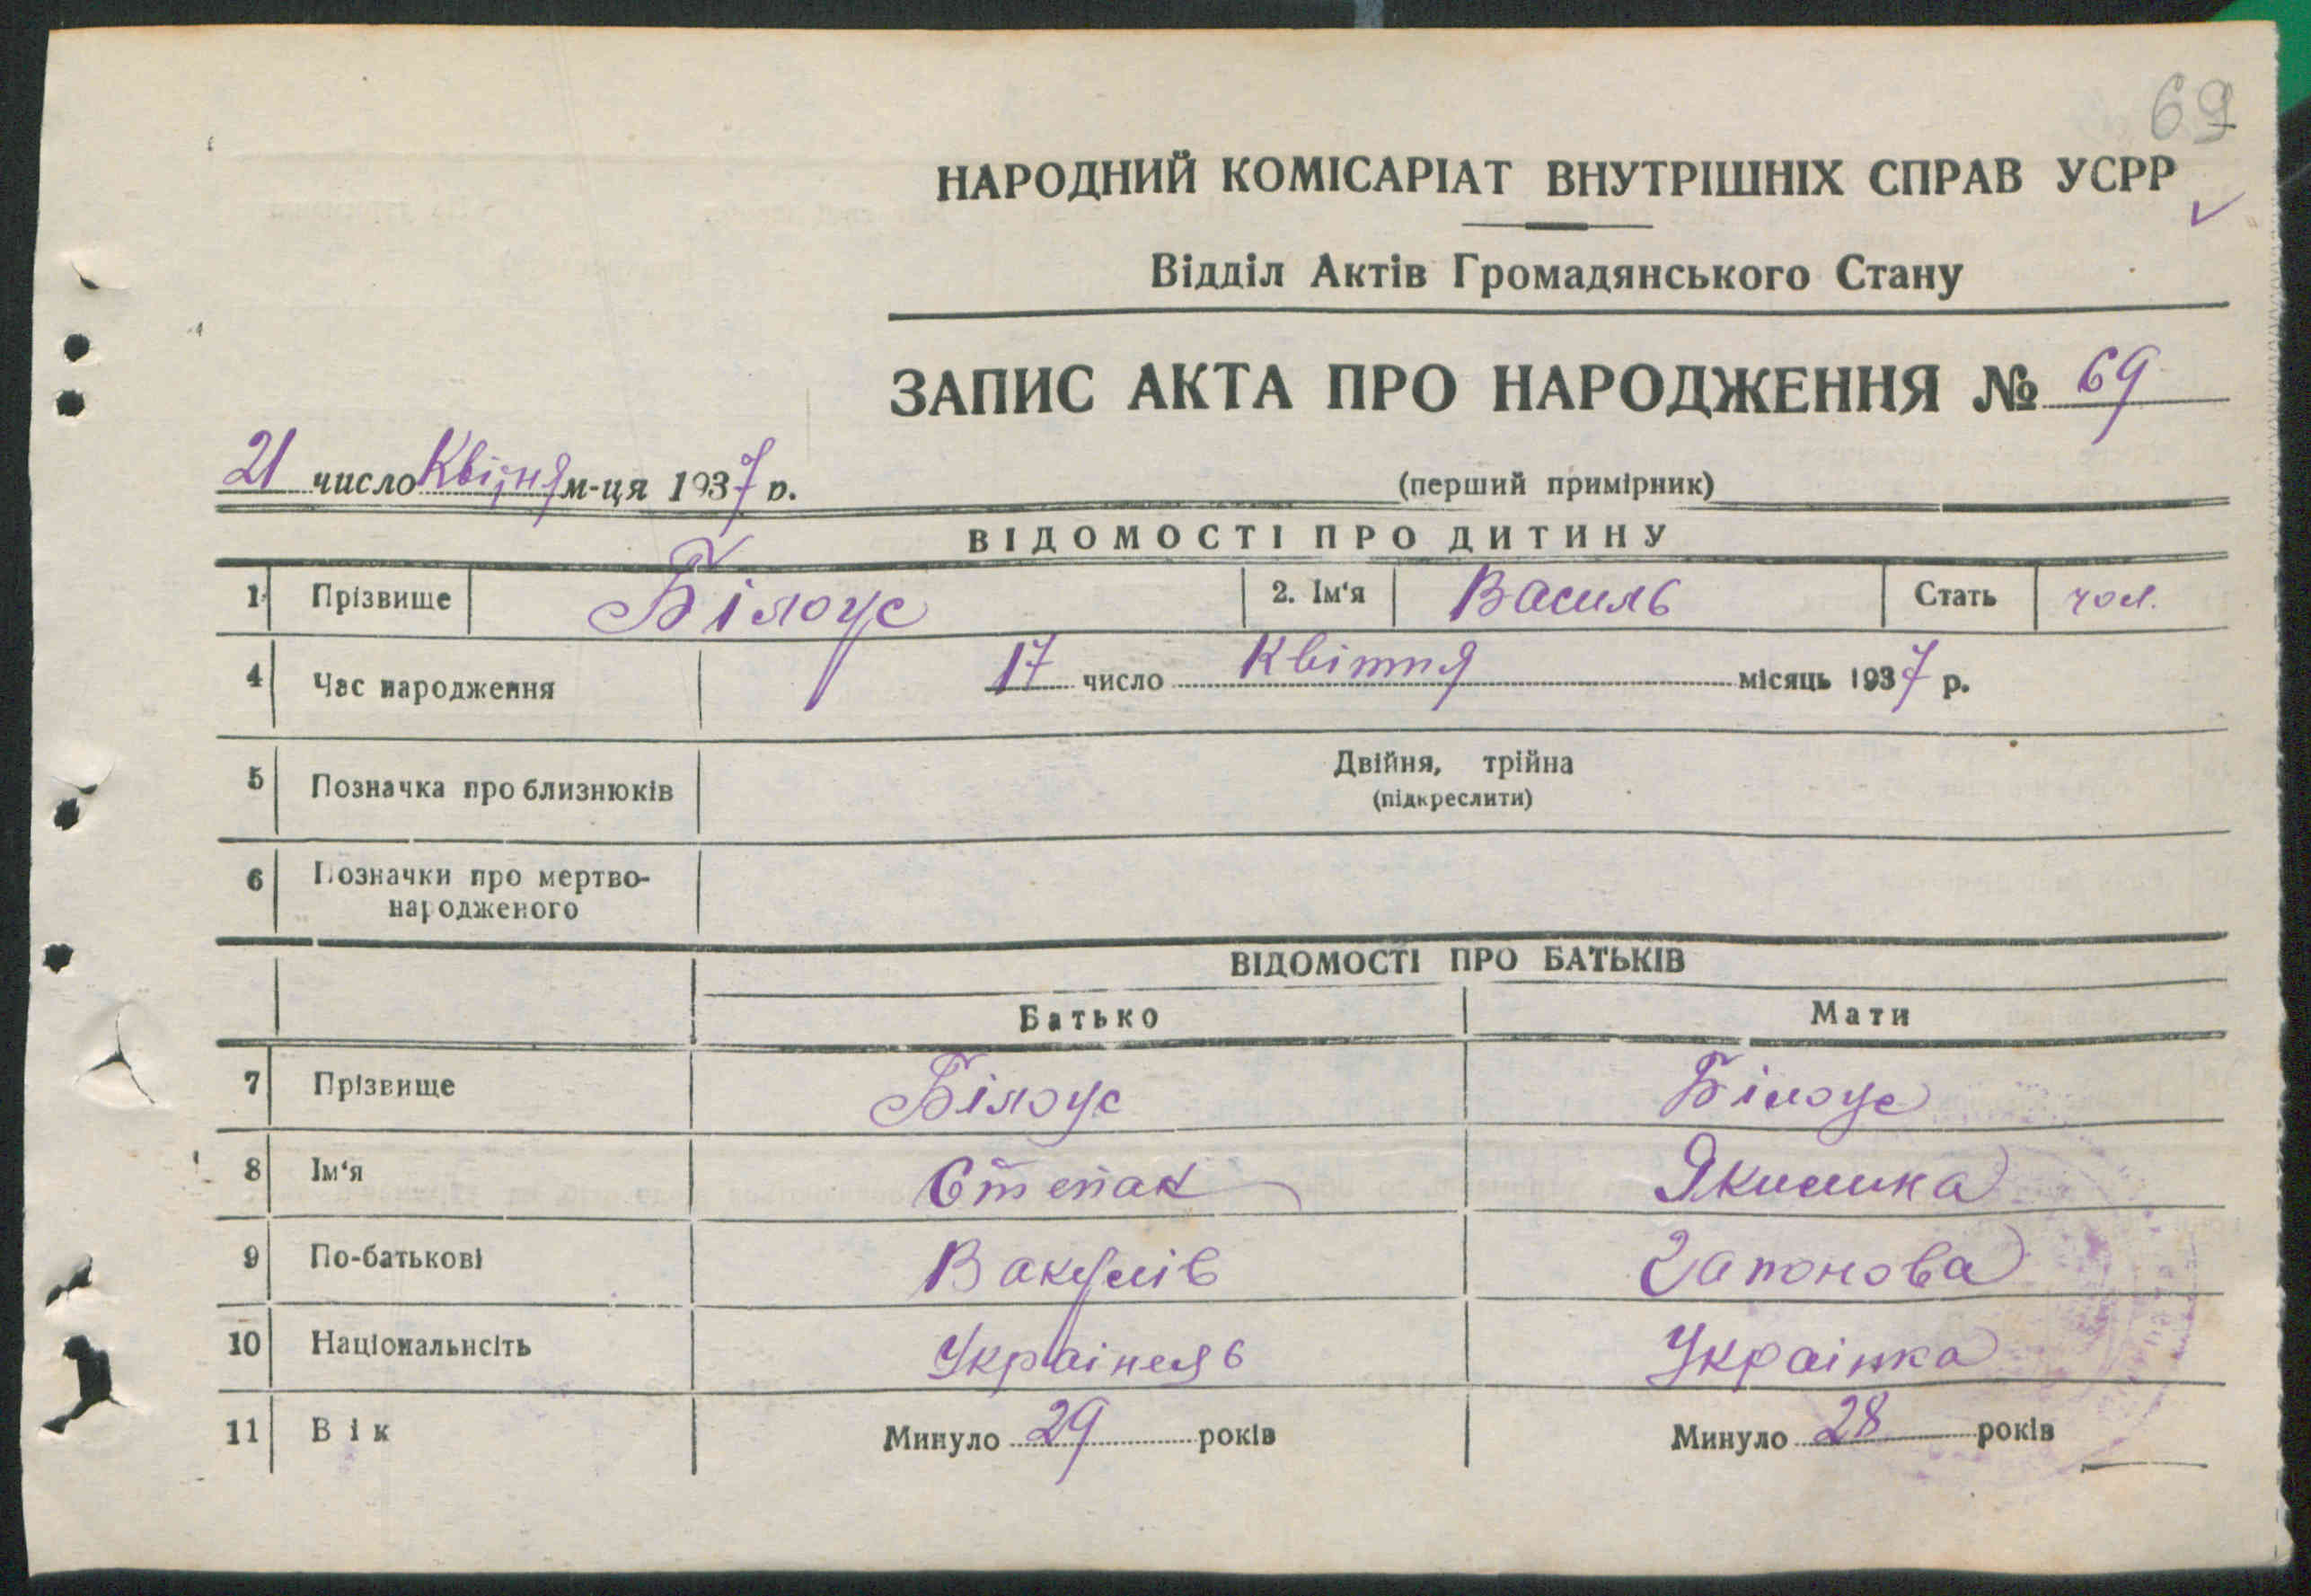 69
НАРОДНИЙ КОМІСАРІАТ ВНУТРІШНІХ СПРАВ УСРР
Відділ Актів Громадянського Стану
ЗАПИС АКТА ПРО НАРОДЖЕННЯ № 69
21 число Квітня м-ця 1937 р.
(перший примірник)
ВІДОМОСТІ ПРО ДИТИНУ
1 Прізвище Білоус 2. Ім'я Василь Стать чол.
4 Час народження 17 число Квітня місяць 1937 р.
5 Позначка про близнюків Двійня, трійна
(підкреслити)
6 Позначки про мертво-
народженого
ВІДОМОСТІ ПРО БАТЬКІВ
Батько Мати
7 Прізвище Білоус Білоус
8 Ім'я Степан Якилина
9 По-батькові Вакулів Гапонова
10 Національнсіть Українець Українка
11 Вік Минуло 29 років Минуло 28 років